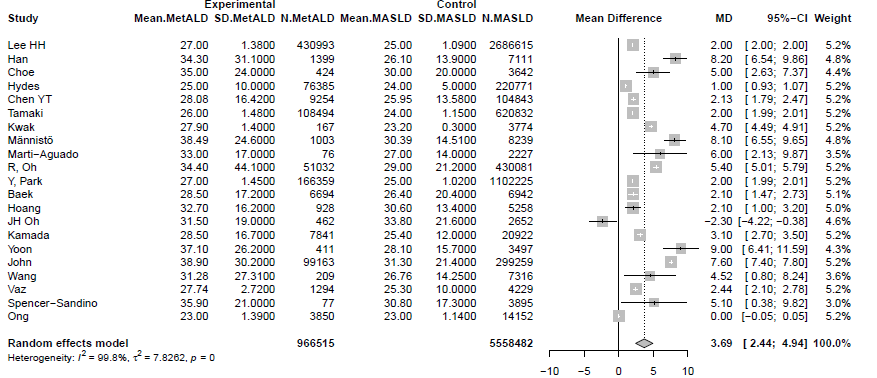 Experimental Control
Study Mean.MetALD SD.MetALD N.MetALD Mean.MASLD SD.MASLD N.MASLD Mean Difference MD 95%-CI Weight
Lee HH 27.00 1.3800 430993 25.00 1.0900 2686615 2.00 [ 2.00; 2.00] 5.2%
Han 34.30 31.1000 1399 26.10 13.9000 7111 8.20 [ 6.54; 9.86] 4.8%
Choe 35.00 24.0000 424 30.00 20.0000 3642 5.00 [ 2.63; 7.37] 4.4%
Hydes 25.00 10.0000 76385 24.00 5.0000 220771 1.00 [ 0.93; 1.07] 5.2%
Chen YT 28.08 16.4200 9254 25.95 13.5800 104843 2.13 [ 1.79; 2.47] 5.2%
Tamaki 26.00 1.4800 108494 24.00 1.1500 620832 2.00 [ 1.99; 2.01] 5.2%
Kwak 27.90 1.4000 167 23.20 0.3000 3774 4.70 [ 4.49; 4.91] 5.2%
Männistö 38.49 24.6000 1003 30.39 14.5100 8239 8.10 [ 6.55; 9.65] 4.8%
Marti-Aguado 33.00 17.0000 76 27.00 14.0000 2227 6.00 [ 2.13; 9.87] 3.5%
R, Oh 34.40 44.1000 51032 29.00 21.2000 430081 5.40 [ 5.01; 5.79] 5.2%
Y, Park 27.00 1.4500 166359 25.00 1.0200 1102225 2.00 [ 1.99; 2.01] 5.2%
Baek 28.50 17.2000 6694 26.40 20.4000 6942 2.10 [ 1.47; 2.73] 5.1%
Hoang 32.70 16.2000 928 30.60 13.4000 5258 2.10 [ 1.00; 3.20] 5.0%
JH Oh 31.50 19.0000 462 33.80 21.6000 2652 −2.30 [−4.22; −0.38] 4.6%
Kamada 28.50 16.7000 7841 25.40 12.0000 20922 3.10 [ 2.70; 3.50] 5.2%
Yoon 37.10 26.2000 411 28.10 15.7000 3497 9.00 [ 6.41; 11.59] 4.3%
John 38.90 30.2000 99163 31.30 21.4000 299259 7.60 [ 7.40; 7.80] 5.2%
Wang 31.28 27.3100 209 26.76 14.2500 7316 4.52 [ 0.80; 8.24] 3.6%
Vaz 27.74 2.7200 1294 25.30 10.0000 4229 2.44 [ 2.10; 2.78] 5.2%
Spencer-Sandino 35.90 21.0000 77 30.80 17.3000 3895 5.10 [ 0.38; 9.82] 3.0%
Ong 23.00 1.3900 3850 23.00 1.1400 14152 0.00 [−0.05; 0.05] 5.2%
Random effects model 966515 5558482 3.69 [ 2.44; 4.94] 100.0%
Heterogeneity: I² = 99.8%, τ² = 7.8262, p = 0
−10 −5 0 5 10